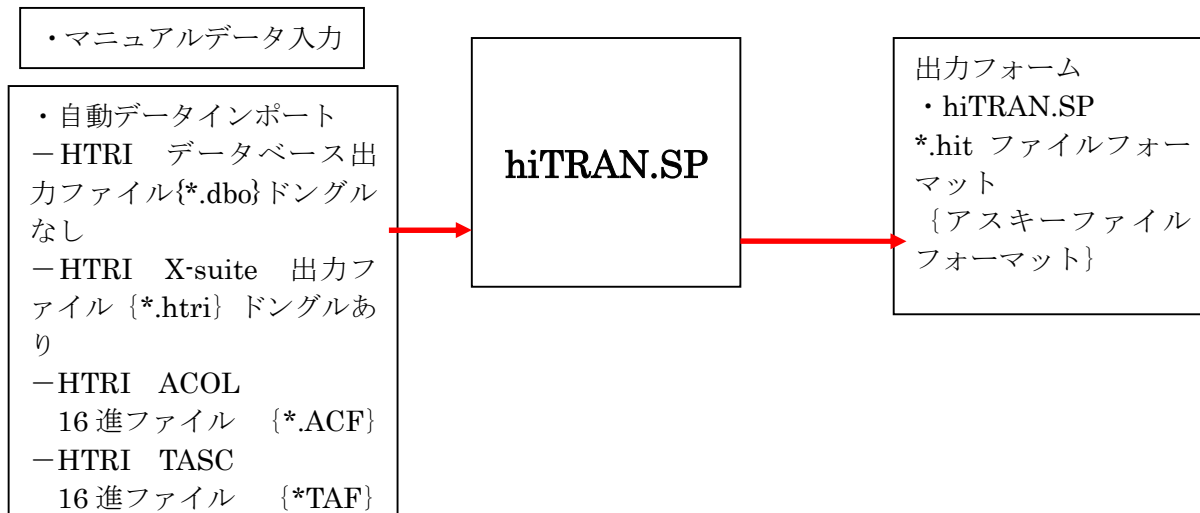 ・マニュアルデータ入力
・自動データインポート
－HTRI　データベース出
力ファイル{*.dbo}ドングル
なし
－HTRI　X-suite　出力フ
ァイル｛*.htri｝ドングルあ
り
－HTRI　ACOL
16 進ファイル　｛*.ACF｝
－HTRI　TASC
16 進ファイル　｛*TAF｝
hiTRAN.SP
出力フォーム
・hiTRAN.SP
*.hit ファイルフォー
マット
｛アスキーファイル
フォーマット｝